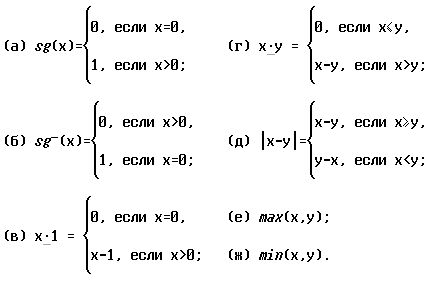 (а) sg(x)= 0, если x=0,
1, если x>0;
(г) x∸y = 0, если x⩽y,
x-y, если x>y;
(б) sg⁻(x)= 0, если x>0,
1, если x=0;
(д) |x-y|= x-y, если x⩾y,
y-x, если x<y;
(в) x∸1 = 0, если x=0,
x-1, если x>0;
(е) max(x,y);
(ж) min(x,y).